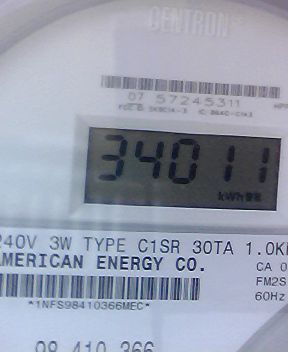 CENTRON
07 57245311
34011
kWh
240V 3W TYPE C1SR 30TA 1.0K
AMERICAN ENERGY CO.
CA 0
FM2S
60Hz
*1NFS98410366MEC*
98 410 366